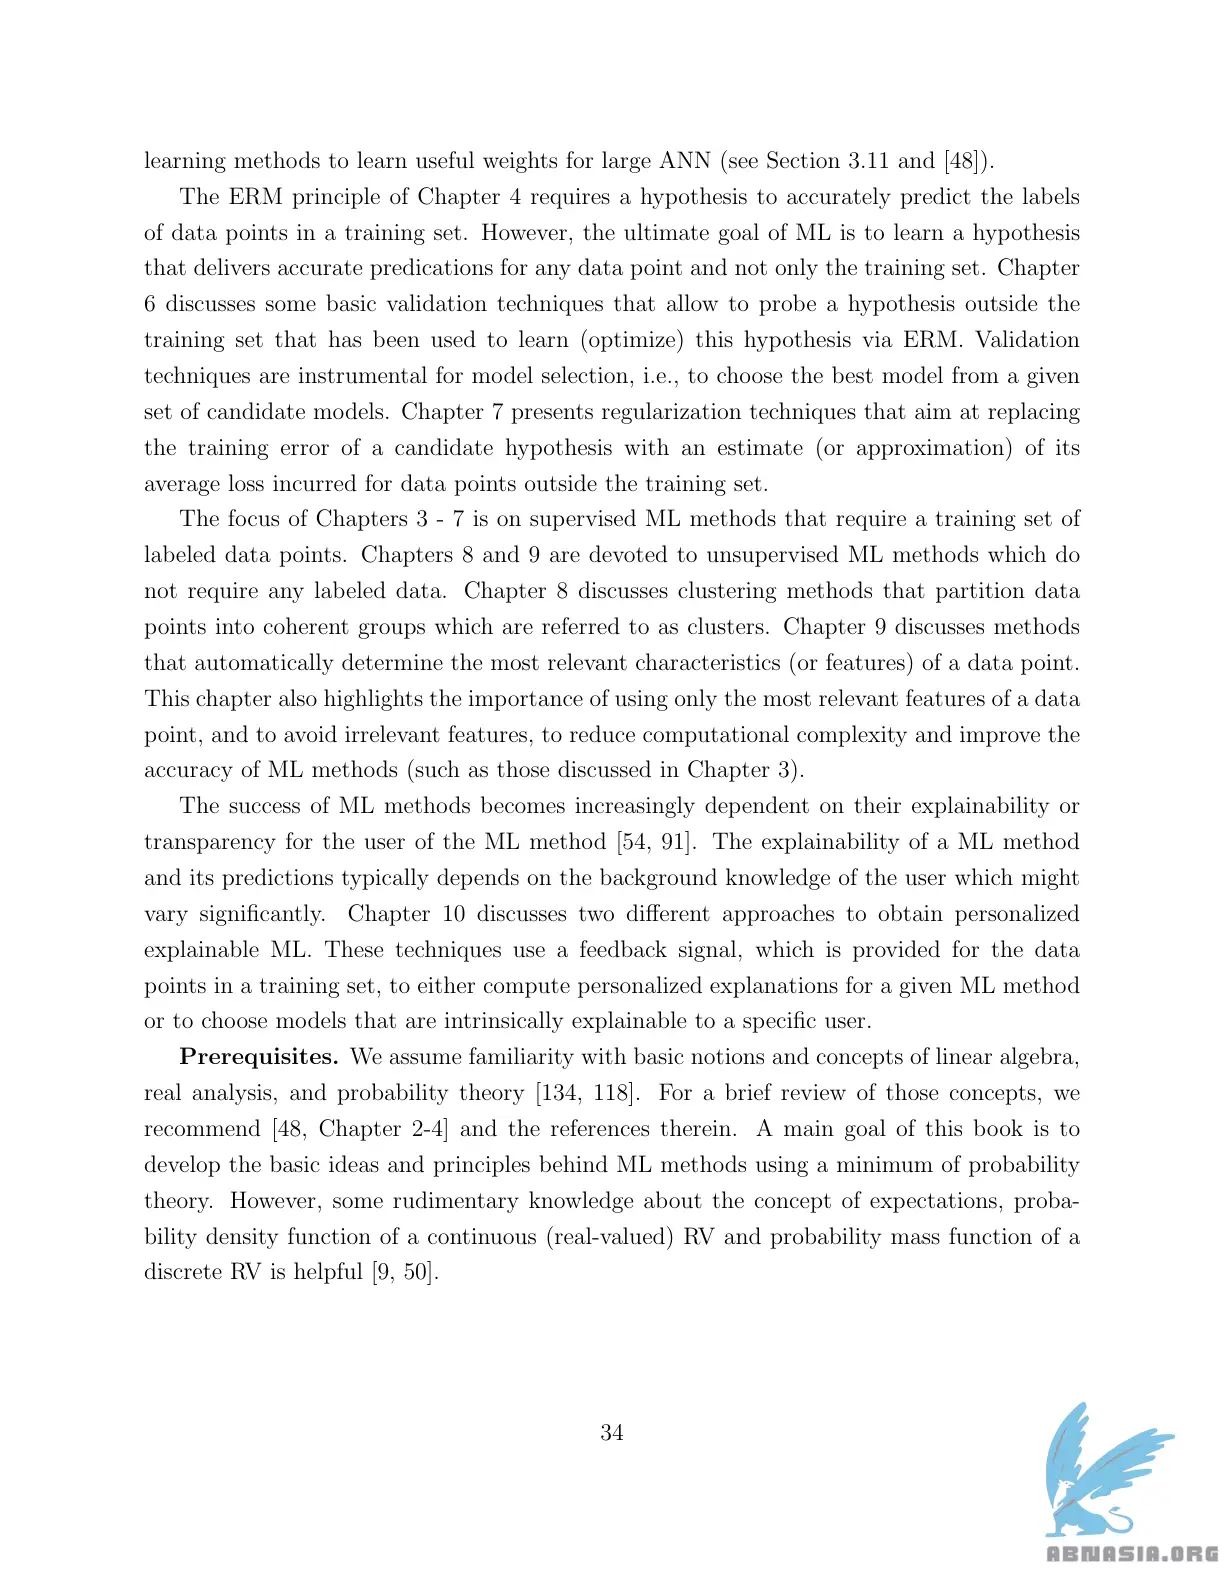 learning methods to learn useful weights for large ANN (see Section 3.11 and [48]).
The ERM principle of Chapter 4 requires a hypothesis to accurately predict the labels
of data points in a training set. However, the ultimate goal of ML is to learn a hypothesis
that delivers accurate predications for any data point and not only the training set. Chapter
6 discusses some basic validation techniques that allow to probe a hypothesis outside the
training set that has been used to learn (optimize) this hypothesis via ERM. Validation
techniques are instrumental for model selection, i.e., to choose the best model from a given
set of candidate models. Chapter 7 presents regularization techniques that aim at replacing
the training error of a candidate hypothesis with an estimate (or approximation) of its
average loss incurred for data points outside the training set.
The focus of Chapters 3 - 7 is on supervised ML methods that require a training set of
labeled data points. Chapters 8 and 9 are devoted to unsupervised ML methods which do
not require any labeled data. Chapter 8 discusses clustering methods that partition data
points into coherent groups which are referred to as clusters. Chapter 9 discusses methods
that automatically determine the most relevant characteristics (or features) of a data point.
This chapter also highlights the importance of using only the most relevant features of a data
point, and to avoid irrelevant features, to reduce computational complexity and improve the
accuracy of ML methods (such as those discussed in Chapter 3).
The success of ML methods becomes increasingly dependent on their explainability or
transparency for the user of the ML method [54, 91]. The explainability of a ML method
and its predictions typically depends on the background knowledge of the user which might
vary significantly. Chapter 10 discusses two different approaches to obtain personalized
explainable ML. These techniques use a feedback signal, which is provided for the data
points in a training set, to either compute personalized explanations for a given ML method
or to choose models that are intrinsically explainable to a specific user.
Prerequisites. We assume familiarity with basic notions and concepts of linear algebra,
real analysis, and probability theory [134, 118]. For a brief review of those concepts, we
recommend [48, Chapter 2-4] and the references therein. A main goal of this book is to
develop the basic ideas and principles behind ML methods using a minimum of probability
theory. However, some rudimentary knowledge about the concept of expectations, proba-
bility density function of a continuous (real-valued) RV and probability mass function of a
discrete RV is helpful [9, 50].
34
ABNASIA.ORG